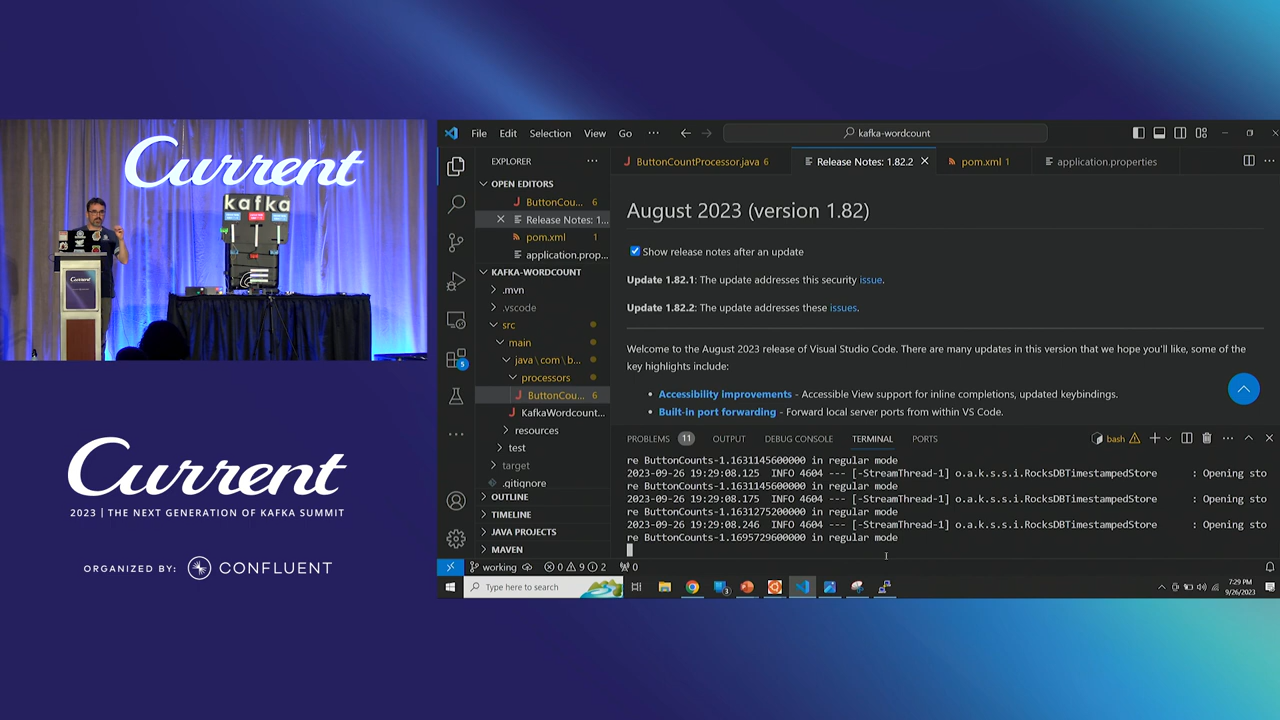 Current
kafka
Current
Current
2023 | THE NEXT GENERATION OF KAFKA SUMMIT
ORGANIZED BY: CONFLUENT
File Edit Selection View Go ··· kafka-wordcount
EXPLORER ···
OPEN EDITORS
ButtonCou... 6
Release Notes: 1...
pom.xml 1
application.prop...
KAFKA-WORDCOUNT
.mvn
.vscode
src
main
java\com\b...
processors
ButtonCou... 6
KafkaWordcount...
resources
test
target
.gitignore
OUTLINE
TIMELINE
JAVA PROJECTS
MAVEN
5
ButtonCountProcessor.java 6 Release Notes: 1.82.2 pom.xml 1 application.properties
August 2023 (version 1.82)
Show release notes after an update
Update 1.82.1: The update addresses this security issue.
Update 1.82.2: The update addresses these issues.
Welcome to the August 2023 release of Visual Studio Code. There are many updates in this version that we hope you'll like, some of the
key highlights include:
• Accessibility improvements - Accessible View support for inline completions, updated keybindings.
• Built-in port forwarding - Forward local server ports from within VS Code.
PROBLEMS 11 OUTPUT DEBUG CONSOLE TERMINAL PORTS bash
re ButtonCounts-1.1631145600000 in regular mode
2023-09-26 19:29:08.125 INFO 4604 --- [-StreamThread-1] o.a.k.s.s.i.RocksDBTimestampedStore : Opening sto
re ButtonCounts-1.1631145600000 in regular mode
2023-09-26 19:29:08.175 INFO 4604 --- [-StreamThread-1] o.a.k.s.s.i.RocksDBTimestampedStore : Opening sto
re ButtonCounts-1.1631275200000 in regular mode
2023-09-26 19:29:08.246 INFO 4604 --- [-StreamThread-1] o.a.k.s.s.i.RocksDBTimestampedStore : Opening sto
re ButtonCounts-1.1695729600000 in regular mode
working 0 9 2 0
Type here to search
7:29 PM
9/26/2023